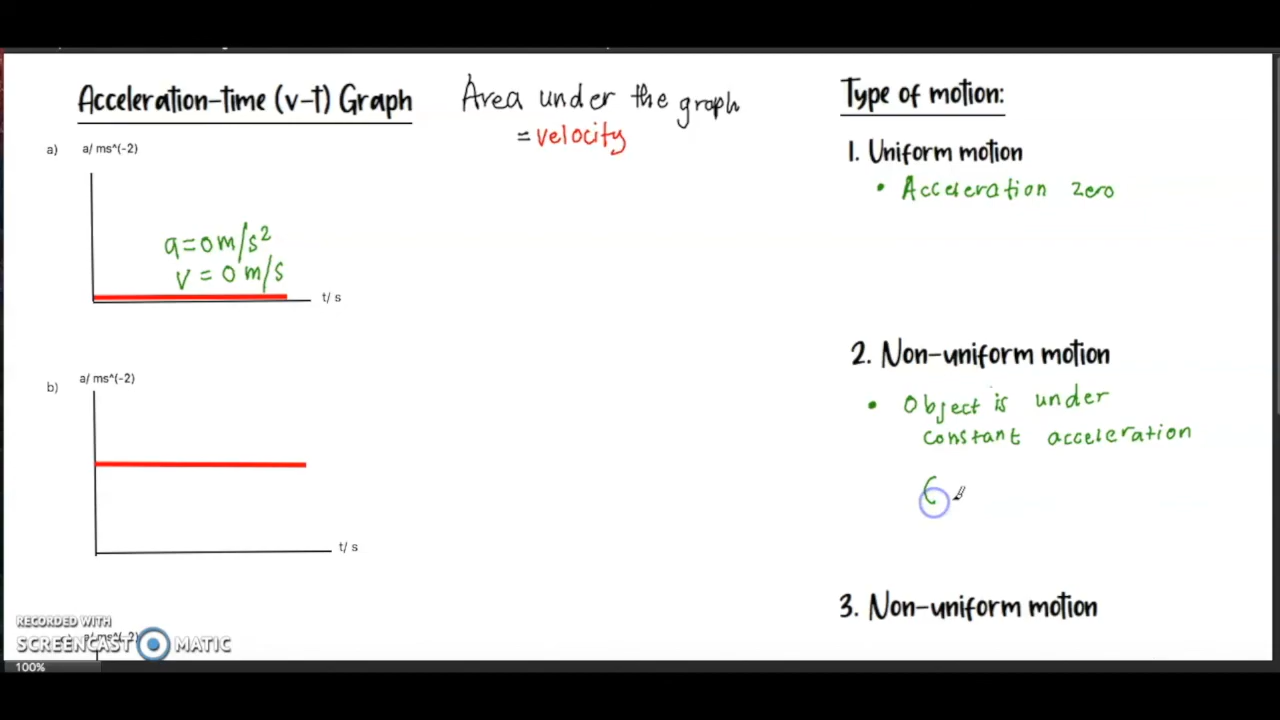 Acceleration-time (v-t) Graph
Area under the graph
= velocity
a) a/ ms^(-2)
a = 0 m/s²
v = 0 m/s
t/ s
b) a/ ms^(-2)
t/ s
a/ ms^(-2)
Type of motion:
1. Uniform motion
• Acceleration zero
2. Non-uniform motion
• Object is under
constant acceleration
(
3. Non-uniform motion
RECORDED WITH
SCREENCAST MATIC
100%